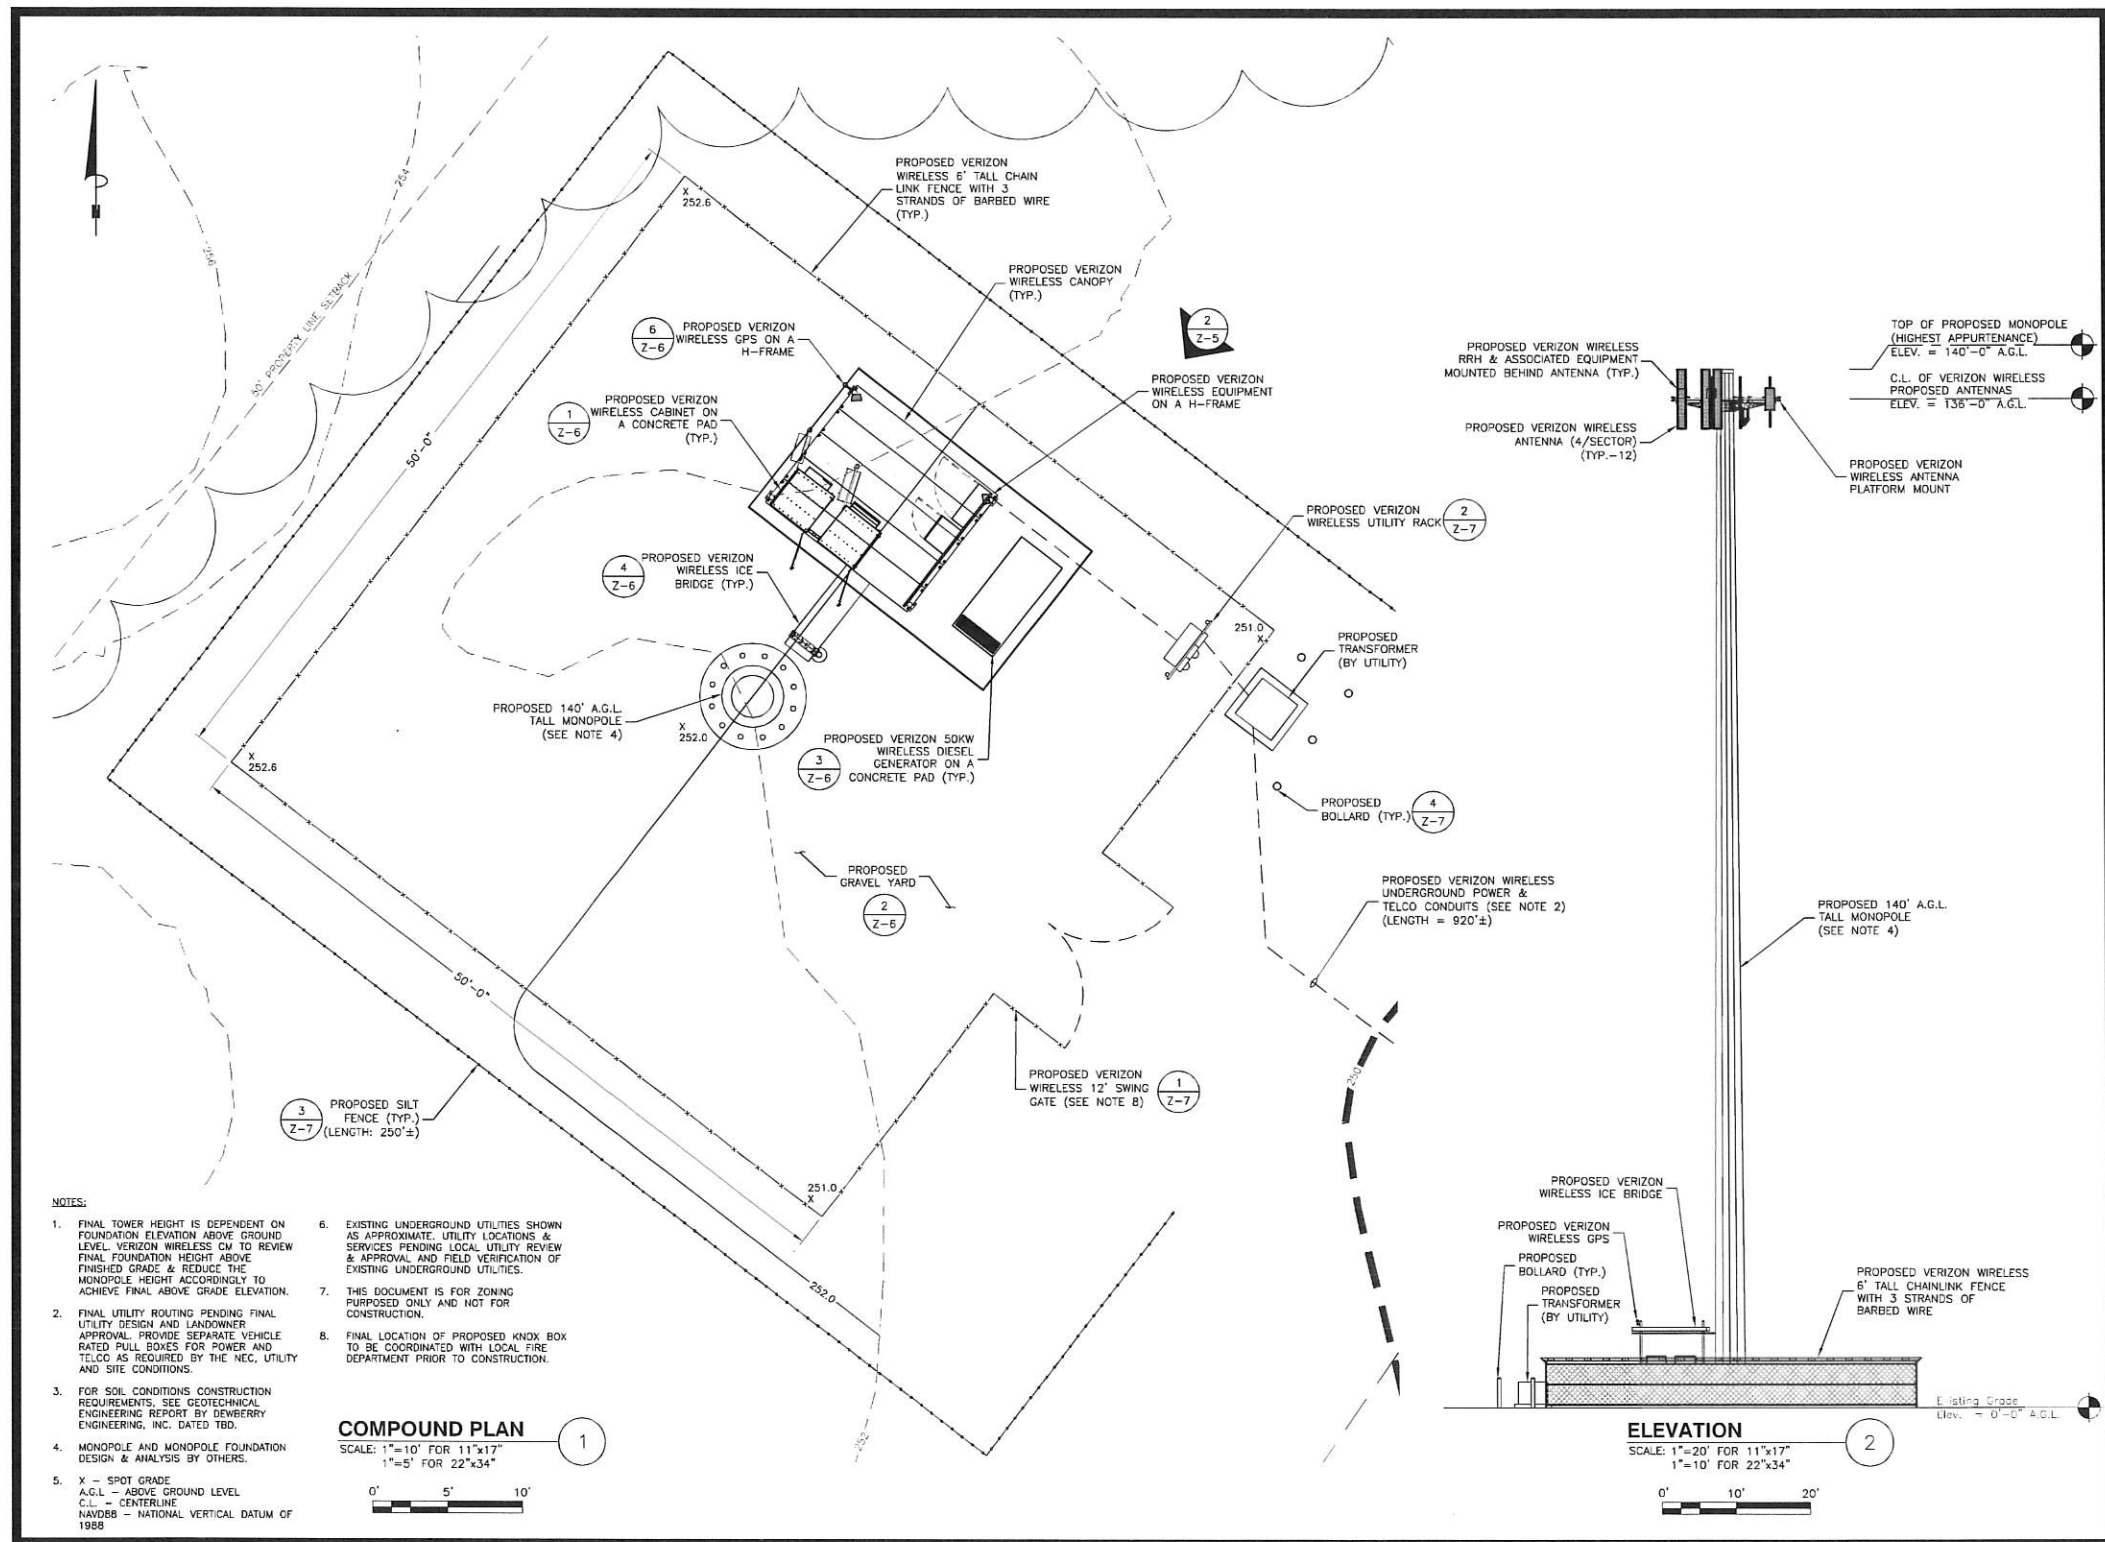 254
256
50' PROPERTY LINE SETBACK
X
252.6
PROPOSED VERIZON
WIRELESS 6' TALL CHAIN
LINK FENCE WITH 3
STRANDS OF BARBED WIRE
(TYP.)
PROPOSED VERIZON
WIRELESS CANOPY
(TYP.)
2
Z-5
6
Z-6
PROPOSED VERIZON
WIRELESS GPS ON A
H-FRAME
1
Z-6
PROPOSED VERIZON
WIRELESS CABINET ON
A CONCRETE PAD
(TYP.)
PROPOSED VERIZON
WIRELESS EQUIPMENT
ON A H-FRAME
50'-0"
PROPOSED VERIZON
WIRELESS UTILITY RACK
2
Z-7
4
Z-6
PROPOSED VERIZON
WIRELESS ICE
BRIDGE (TYP.)
251.0
X
PROPOSED
TRANSFORMER
(BY UTILITY)
PROPOSED 140' A.G.L.
TALL MONOPOLE
(SEE NOTE 4)
X
252.0
X
252.6
3
Z-6
PROPOSED VERIZON 50KW
WIRELESS DIESEL
GENERATOR ON A
CONCRETE PAD (TYP.)
PROPOSED
BOLLARD (TYP.)
4
Z-7
PROPOSED
GRAVEL YARD
2
Z-6
PROPOSED VERIZON WIRELESS
UNDERGROUND POWER &
TELCO CONDUITS (SEE NOTE 2)
(LENGTH = 920'±)
50'-0"
250
PROPOSED VERIZON
WIRELESS 12' SWING
GATE (SEE NOTE 8)
1
Z-7
3
Z-7
PROPOSED SILT
FENCE (TYP.)
(LENGTH: 250'±)
251.0
X
252.0
252
NOTES:
1. FINAL TOWER HEIGHT IS DEPENDENT ON
FOUNDATION ELEVATION ABOVE GROUND
LEVEL. VERIZON WIRELESS CM TO REVIEW
FINAL FOUNDATION HEIGHT ABOVE
FINISHED GRADE & REDUCE THE
MONOPOLE HEIGHT ACCORDINGLY TO
ACHIEVE FINAL ABOVE GRADE ELEVATION.
2. FINAL UTILITY ROUTING PENDING FINAL
UTILITY DESIGN AND LANDOWNER
APPROVAL. PROVIDE SEPARATE VEHICLE
RATED PULL BOXES FOR POWER AND
TELCO AS REQUIRED BY THE NEC, UTILITY
AND SITE CONDITIONS.
3. FOR SOIL CONDITIONS CONSTRUCTION
REQUIREMENTS, SEE GEOTECHNICAL
ENGINEERING REPORT BY DEWBERRY
ENGINEERING, INC. DATED TBD.
4. MONOPOLE AND MONOPOLE FOUNDATION
DESIGN & ANALYSIS BY OTHERS.
5. X – SPOT GRADE
A.G.L – ABOVE GROUND LEVEL
C.L. – CENTERLINE
NAVD88 – NATIONAL VERTICAL DATUM OF
1988
6. EXISTING UNDERGROUND UTILITIES SHOWN
AS APPROXIMATE. UTILITY LOCATIONS &
SERVICES PENDING LOCAL UTILITY REVIEW
& APPROVAL AND FIELD VERIFICATION OF
EXISTING UNDERGROUND UTILITIES.
7. THIS DOCUMENT IS FOR ZONING
PURPOSED ONLY AND NOT FOR
CONSTRUCTION.
8. FINAL LOCATION OF PROPOSED KNOX BOX
TO BE COORDINATED WITH LOCAL FIRE
DEPARTMENT PRIOR TO CONSTRUCTION.
COMPOUND PLAN
1
SCALE: 1"=10' FOR 11"x17"
1"=5' FOR 22"x34"
0' 5' 10'
PROPOSED VERIZON WIRELESS
RRH & ASSOCIATED EQUIPMENT
MOUNTED BEHIND ANTENNA (TYP.)
TOP OF PROPOSED MONOPOLE
(HIGHEST APPURTENANCE)
ELEV. = 140'-0" A.G.L.
C.L. OF VERIZON WIRELESS
PROPOSED ANTENNAS
ELEV. = 136'-0" A.G.L.
PROPOSED VERIZON WIRELESS
ANTENNA (4/SECTOR)
(TYP.-12)
PROPOSED VERIZON
WIRELESS ANTENNA
PLATFORM MOUNT
PROPOSED 140' A.G.L.
TALL MONOPOLE
(SEE NOTE 4)
PROPOSED VERIZON
WIRELESS ICE BRIDGE
PROPOSED VERIZON
WIRELESS GPS
PROPOSED
BOLLARD (TYP.)
PROPOSED
TRANSFORMER
(BY UTILITY)
PROPOSED VERIZON WIRELESS
6' TALL CHAINLINK FENCE
WITH 3 STRANDS OF
BARBED WIRE
Existing Grade
Elev. = 0'-0" A.G.L.
ELEVATION
2
SCALE: 1"=20' FOR 11"x17"
1"=10' FOR 22"x34"
0' 10' 20'